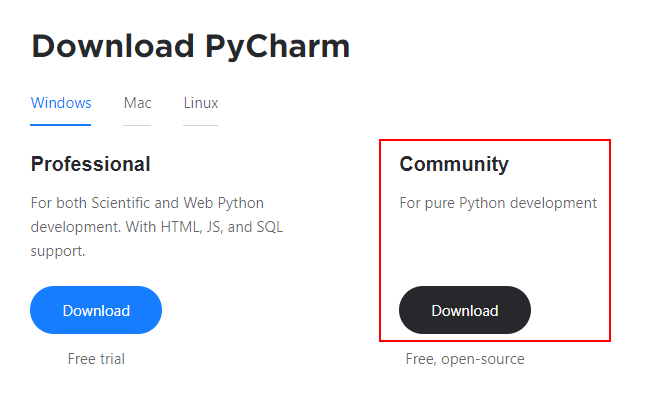 Download PyCharm
Windows Mac Linux
Professional
For both Scientific and Web Python
development. With HTML, JS, and SQL
support.
Download
Free trial
Community
For pure Python development
Download
Free, open-source